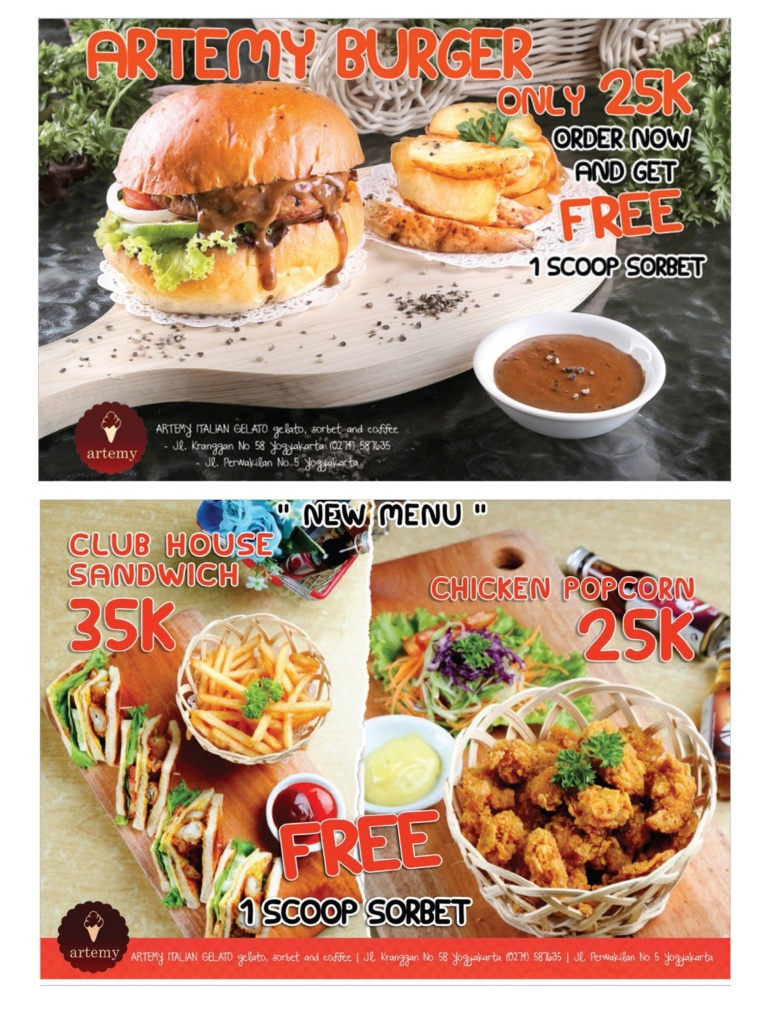 ARTEMY BURGER
ONLY 25K
ORDER NOW
AND GET
FREE
1 SCOOP SORBET
artemy
ARTEMY ITALIAN GELATO gelato, sorbet and coffee
- Jl. Kranggan No 58 Yogyakarta (0274) 587635
- Jl. Perwakilan No 5 Yogyakarta
" NEW MENU "
CLUB HOUSE
SANDWICH
35K
CHICKEN POPCORN
25K
FREE
1 SCOOP SORBET
artemy
ARTEMY ITALIAN GELATO gelato, sorbet and coffee | Jl. Kranggan No 58 Yogyakarta (0274) 587635 | Jl. Perwakilan No 5 Yogyakarta